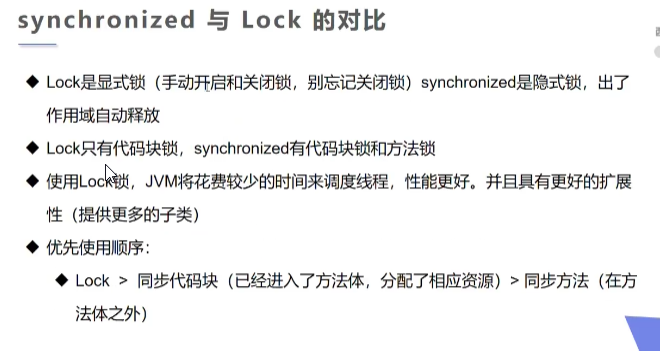 synchronized 与 Lock 的对比
◆ Lock是显式锁（手动开启和关闭锁，别忘记关闭锁）synchronized是隐式锁，出了
作用域自动释放
◆ Lock只有代码块锁，synchronized有代码块锁和方法锁
◆ 使用Lock锁，JVM将花费较少的时间来调度线程，性能更好。并且具有更好的扩展
性（提供更多的子类）
◆ 优先使用顺序：
◆ Lock > 同步代码块（已经进入了方法体，分配了相应资源）> 同步方法（在方
法体之外）